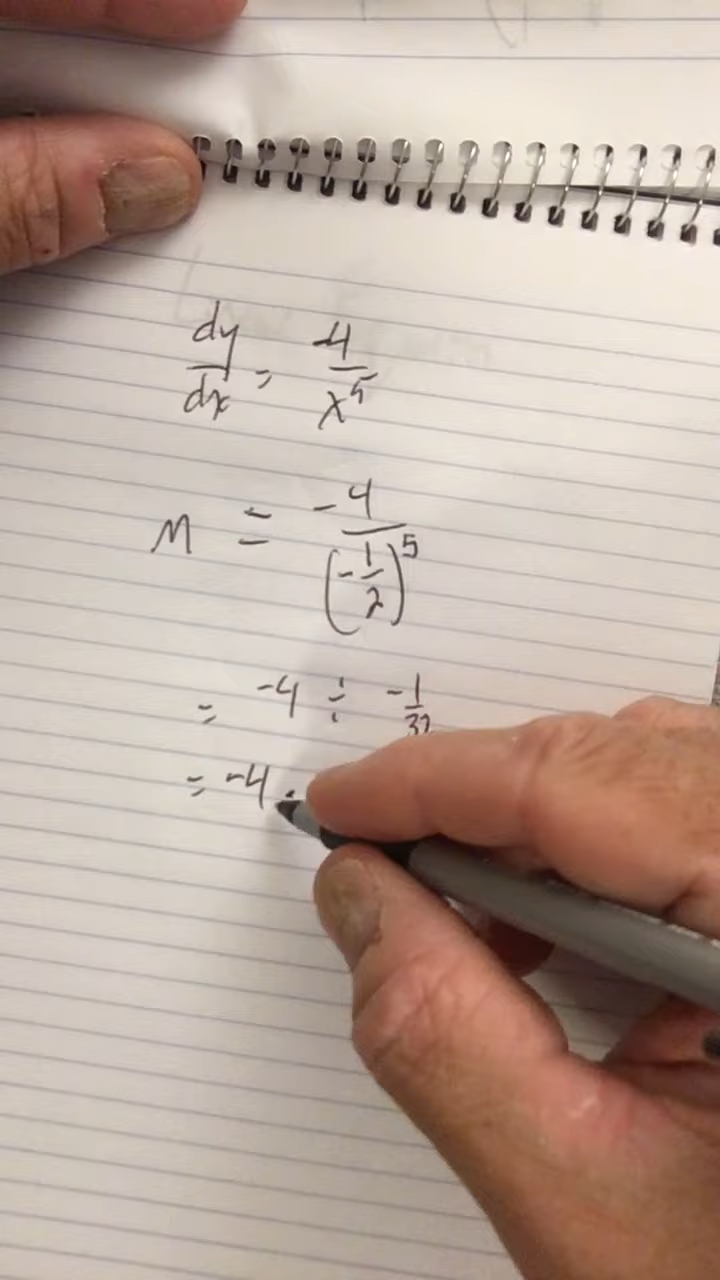 dy/dx = -4/x^5
M = -4/(-1/2)^5
= -4 ÷ -1/32
= -4 ·